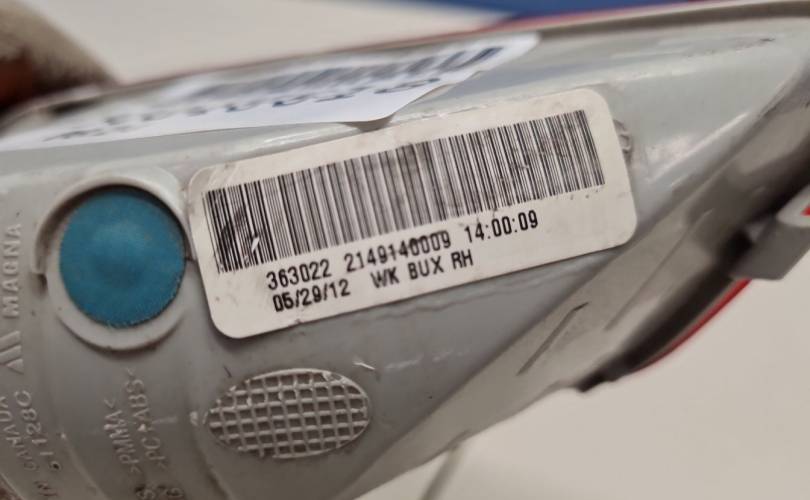 363022 2149140009 14:00:09
05/29/12 WK BUX RH
MAGNA
CANADA
>PMMA<
>PC+ABS<